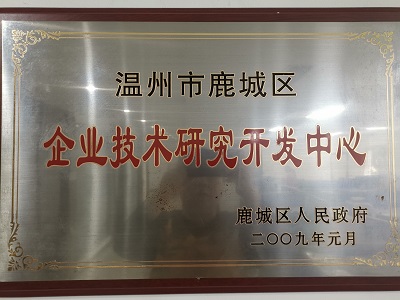 温州市鹿城区
企业技术研究开发中心
鹿城区人民政府
二〇〇九年元月